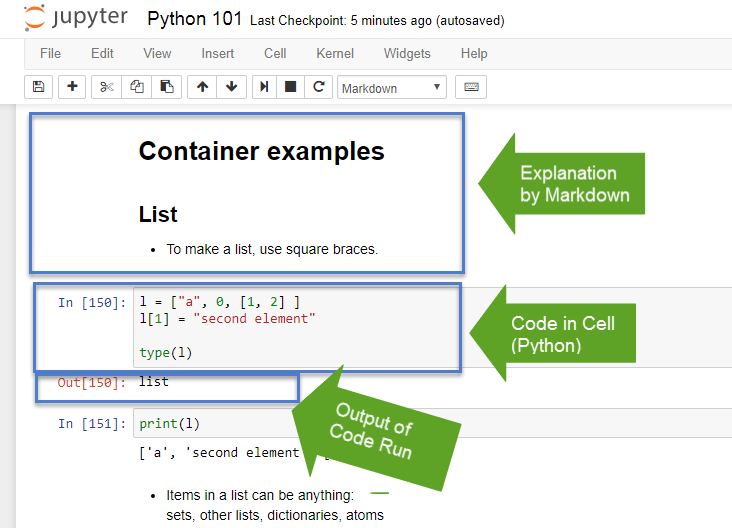 jupyter Python 101 Last Checkpoint: 5 minutes ago (autosaved)
File Edit View Insert Cell Kernel Widgets Help
Markdown
Container examples
List
• To make a list, use square braces.
Explanation
by Markdown
In [150]: l = ["a", 0, [1, 2] ]
l[1] = "second element"
type(l)
Code in Cell
(Python)
Out[150]: list
Output of
Code Run
In [151]: print(l)
['a', 'second element
• Items in a list can be anything:
sets, other lists, dictionaries, atoms